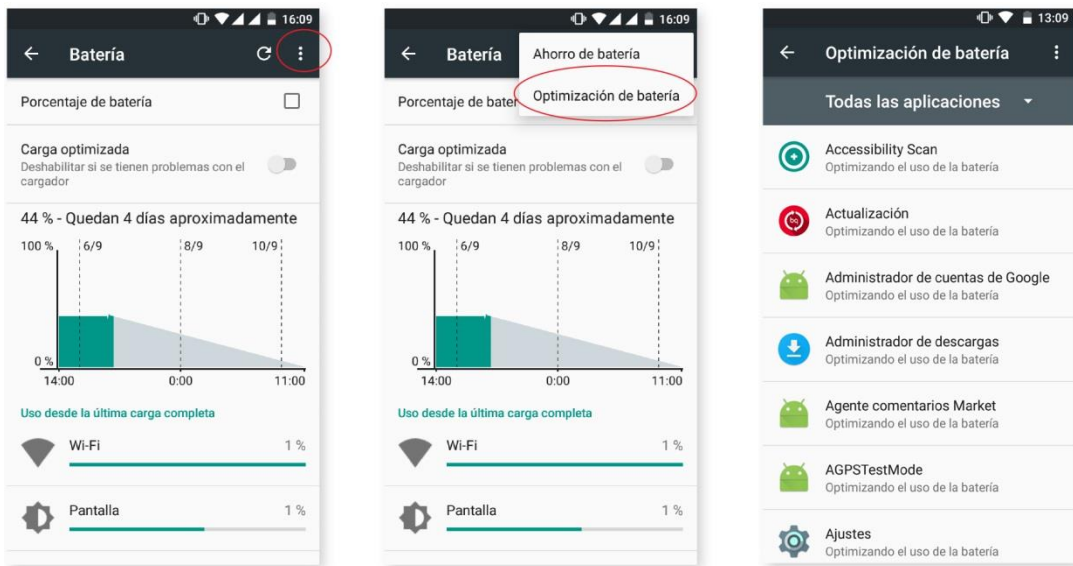 16:09
Batería
Porcentaje de batería
Carga optimizada
Deshabilitar si se tienen problemas con el
cargador
44 % - Quedan 4 días aproximadamente
100 %
6/9
8/9
10/9
0 %
14:00
0:00
11:00
Uso desde la última carga completa
Wi-Fi
1 %
Pantalla
1 %
16:09
Batería
Ahorro de batería
Optimización de batería
Porcentaje de bater
Carga optimizada
Deshabilitar si se tienen problemas con el
cargador
44 % - Quedan 4 días aproximadamente
100 %
6/9
8/9
10/9
0 %
14:00
0:00
11:00
Uso desde la última carga completa
Wi-Fi
1 %
Pantalla
1 %
13:09
Optimización de batería
Todas las aplicaciones
Accessibility Scan
Optimizando el uso de la batería
bq
Actualización
Optimizando el uso de la batería
Administrador de cuentas de Google
Optimizando el uso de la batería
Administrador de descargas
Optimizando el uso de la batería
Agente comentarios Market
Optimizando el uso de la batería
AGPSTestMode
Optimizando el uso de la batería
Ajustes
Optimizando el uso de la batería